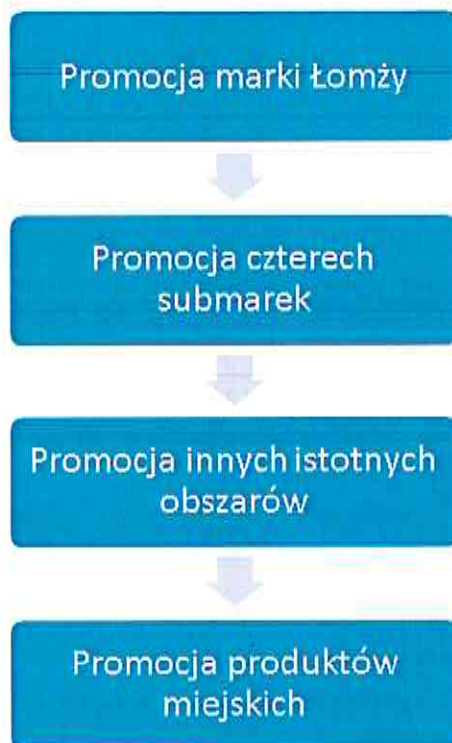 Promocja marki Łomży
Promocja czterech
submarek
Promocja innych istotnych
obszarów
Promocja produktów
miejskich